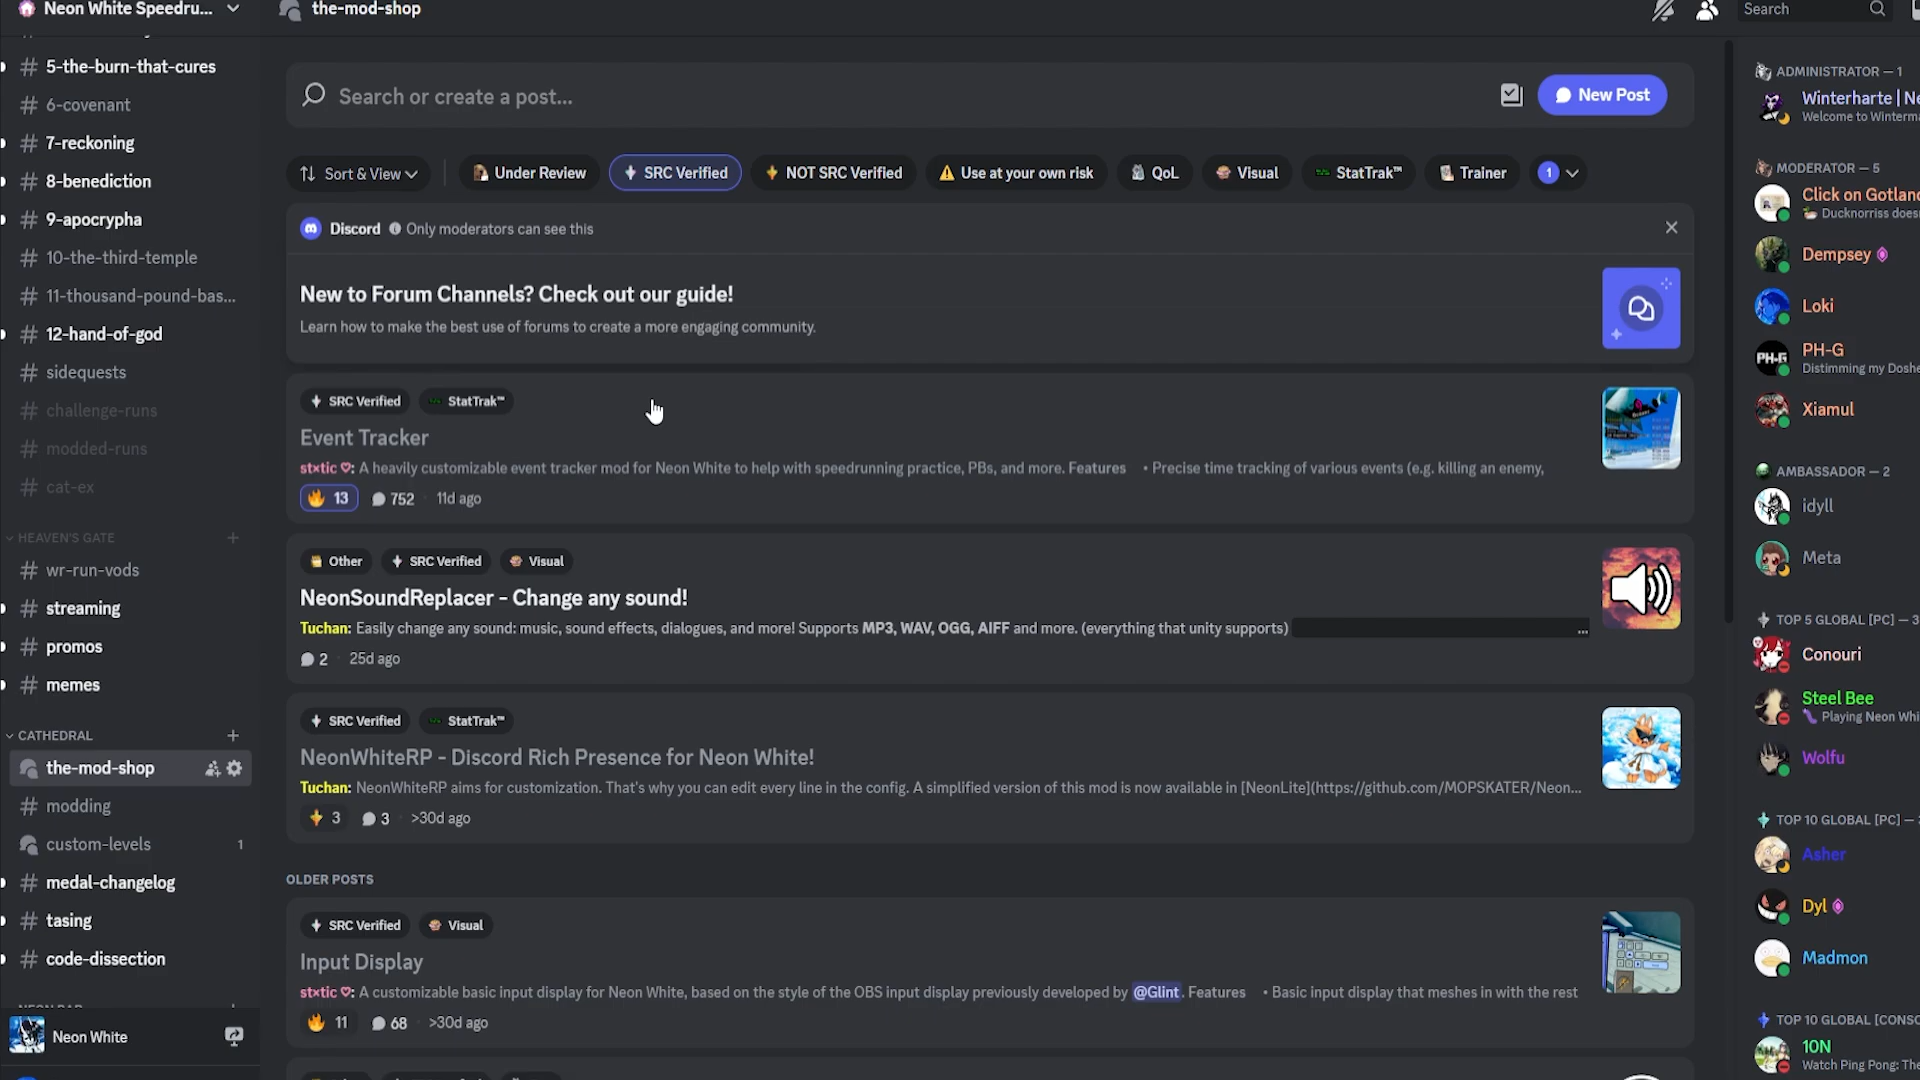 Neon White Speedru...
5-the-burn-that-cures
6-covenant
7-reckoning
8-benediction
9-apocrypha
10-the-third-temple
11-thousand-pound-bas...
12-hand-of-god
sidequests
challenge-runs
modded-runs
cat-ex
HEAVEN'S GATE
wr-run-vods
streaming
promos
memes
CATHEDRAL
the-mod-shop
modding
custom-levels 1
medal-changelog
tasing
code-dissection
Neon White
the-mod-shop
Search
Search or create a post...
New Post
Sort & View
Under Review
SRC Verified
NOT SRC Verified
Use at your own risk
QoL
Visual
StatTrak™
Trainer
1
Discord Only moderators can see this
New to Forum Channels? Check out our guide!
Learn how to make the best use of forums to create a more engaging community.
SRC Verified StatTrak™
Event Tracker
st×tic ♡: A heavily customizable event tracker mod for Neon White to help with speedrunning practice, PBs, and more. Features • Precise time tracking of various events (e.g. killing an enemy,
13 752 11d ago
Other SRC Verified Visual
NeonSoundReplacer - Change any sound!
Tuchan: Easily change any sound: music, sound effects, dialogues, and more! Supports MP3, WAV, OGG, AIFF and more. (everything that unity supports) ...
2 25d ago
SRC Verified StatTrak™
NeonWhiteRP - Discord Rich Presence for Neon White!
Tuchan: NeonWhiteRP aims for customization. That's why you can edit every line in the config. A simplified version of this mod is now available in [NeonLite](https://github.com/MOPSKATER/Neon...
3 3 >30d ago
OLDER POSTS
SRC Verified Visual
Input Display
st×tic ♡: A customizable basic input display for Neon White, based on the style of the OBS input display previously developed by @Glint. Features • Basic input display that meshes in with the rest
11 68 >30d ago
ADMINISTRATOR — 1
Winterharte | Ne
Welcome to Winterma
MODERATOR — 5
Click on Gotland
Ducknorriss does
Dempsey
Loki
PH-G
PH-G
Distimming my Doshe
Xiamul
AMBASSADOR — 2
idyll
Meta
TOP 5 GLOBAL [PC] — 3
Conouri
Steel Bee
Playing Neon Whi
Wolfu
TOP 10 GLOBAL [PC] —
Asher
Dyl
Madmon
TOP 10 GLOBAL [CONSO
10N
Watch Ping Pong: The